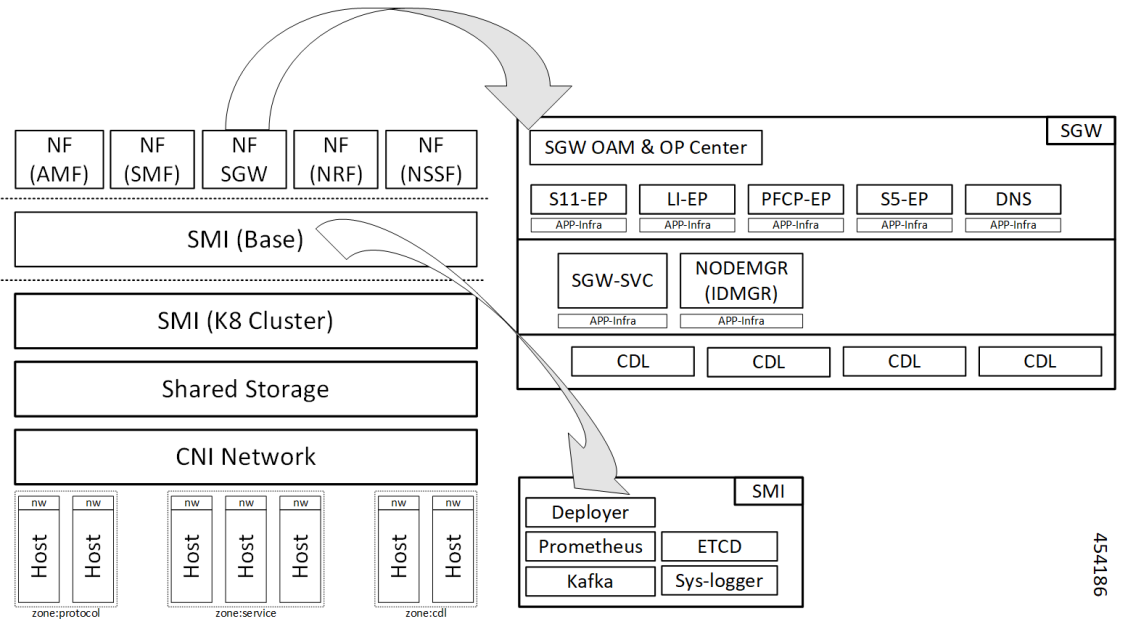 NF
(AMF)
NF
(SMF)
NF
SGW
NF
(NRF)
NF
(NSSF)
SMI (Base)
SMI (K8 Cluster)
Shared Storage
CNI Network
nw
nw
nw
nw
nw
nw
nw
Host
Host
Host
Host
Host
Host
Host
zone:protocol
zone:service
zone:cdl
SGW
SGW OAM & OP Center
S11-EP
LI-EP
PFCP-EP
S5-EP
DNS
APP-Infra
APP-Infra
APP-Infra
APP-Infra
APP-Infra
SGW-SVC
NODEMGR
(IDMGR)
APP-Infra
APP-Infra
CDL
CDL
CDL
CDL
SMI
Deployer
Prometheus
ETCD
Kafka
Sys-logger
454186